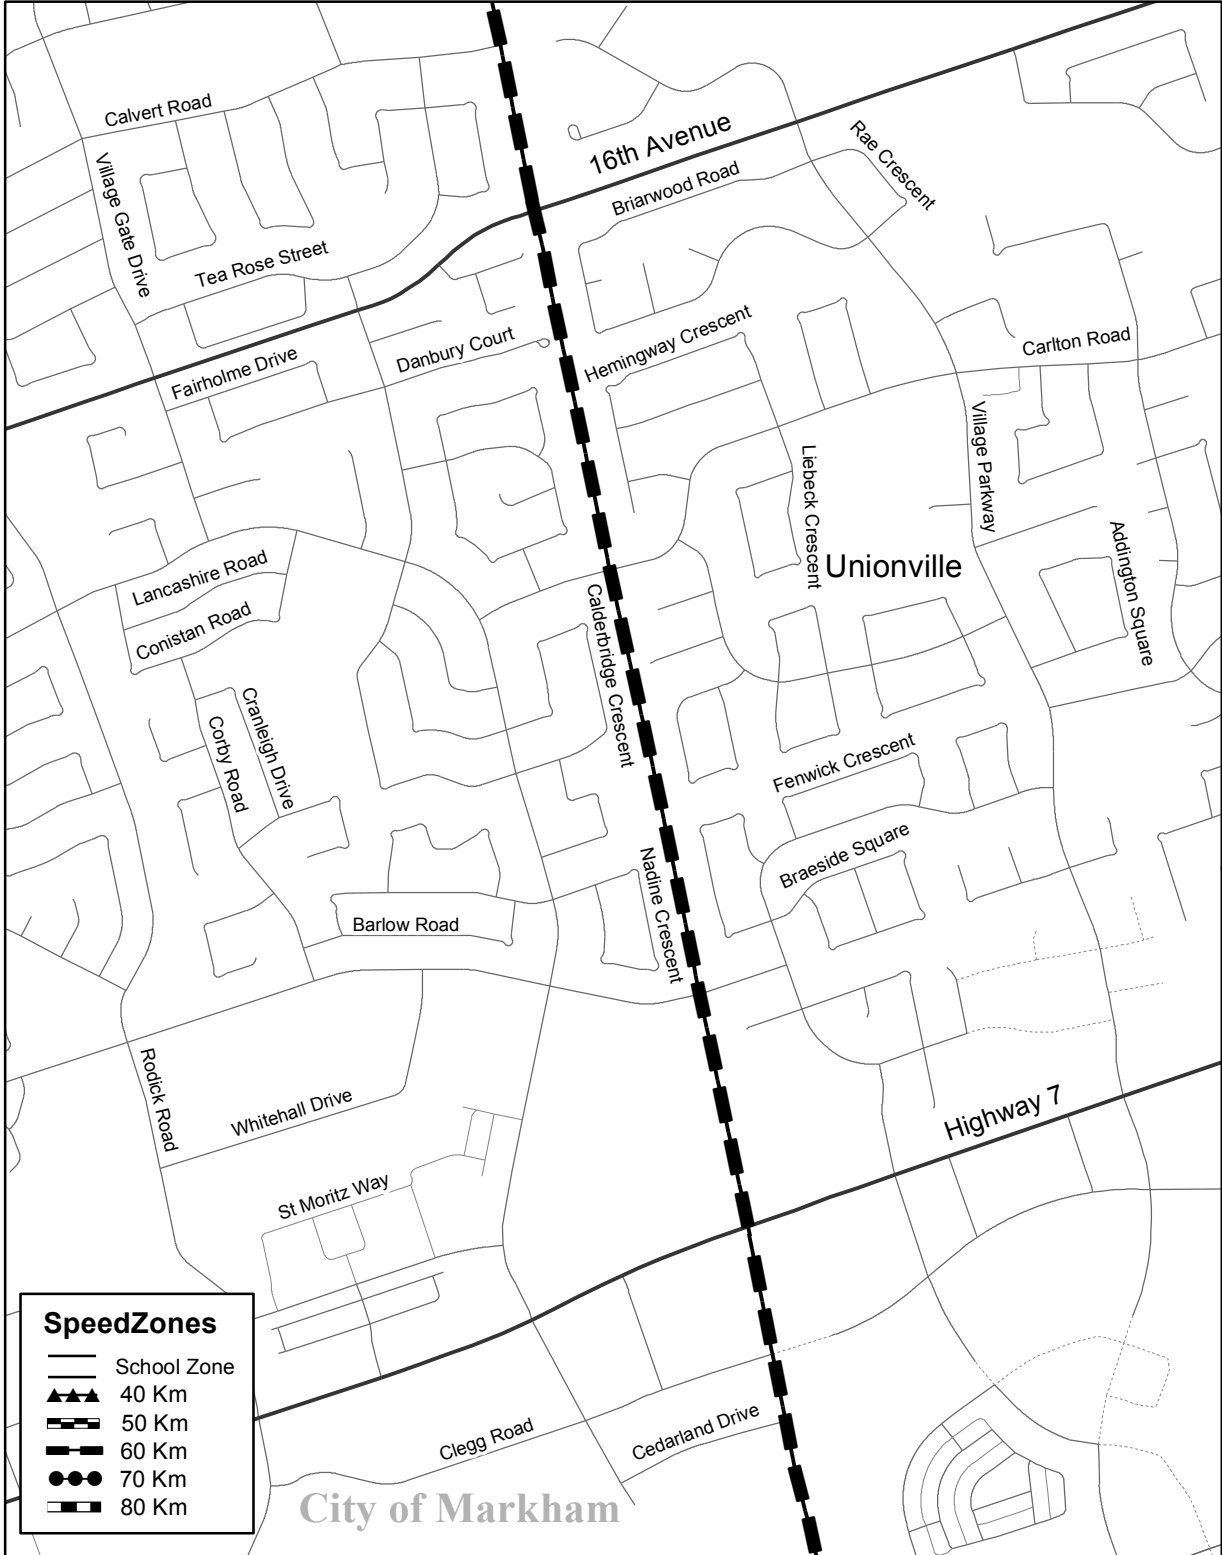 Calvert Road
16th Avenue
Rae Crescent
Village Gate Drive
Briarwood Road
Tea Rose Street
Hemingway Crescent
Danbury Court
Carlton Road
Fairholme Drive
Village Parkway
Liebeck Crescent
Addington Square
Unionville
Lancashire Road
Conistan Road
Calderbridge Crescent
Cranleigh Drive
Corby Road
Fenwick Crescent
Braeside Square
Nadine Crescent
Barlow Road
Rodick Road
Whitehall Drive
Highway 7
St Moritz Way
SpeedZones
School Zone
40 Km
50 Km
60 Km
70 Km
80 Km
Clegg Road
Cedarland Drive
City of Markham